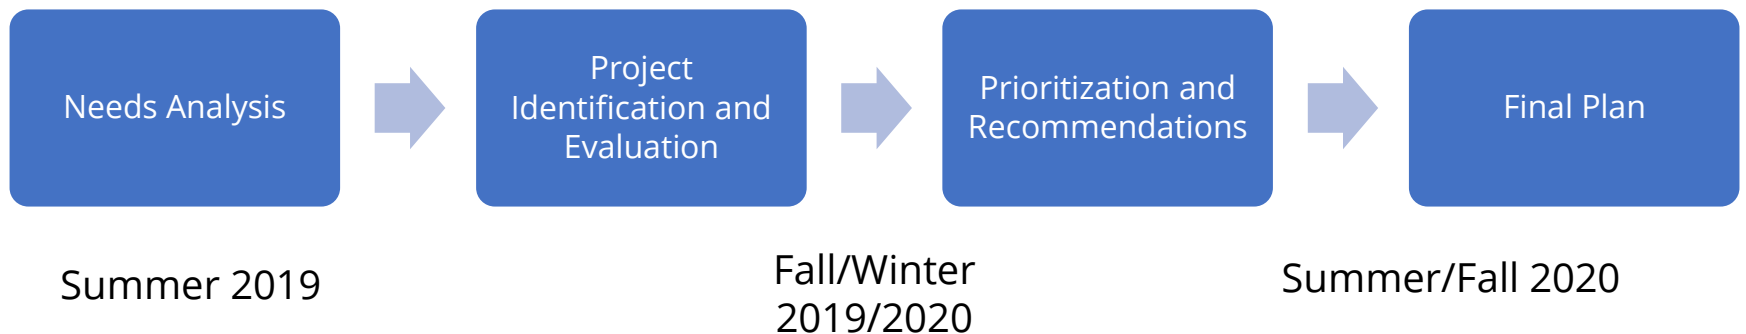 Needs Analysis
Project
Identification and
Evaluation
Prioritization and
Recommendations
Final Plan
Summer 2019
Fall/Winter
2019/2020
Summer/Fall 2020